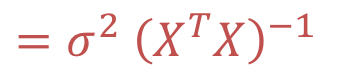 = σ² (XᵀX)⁻¹